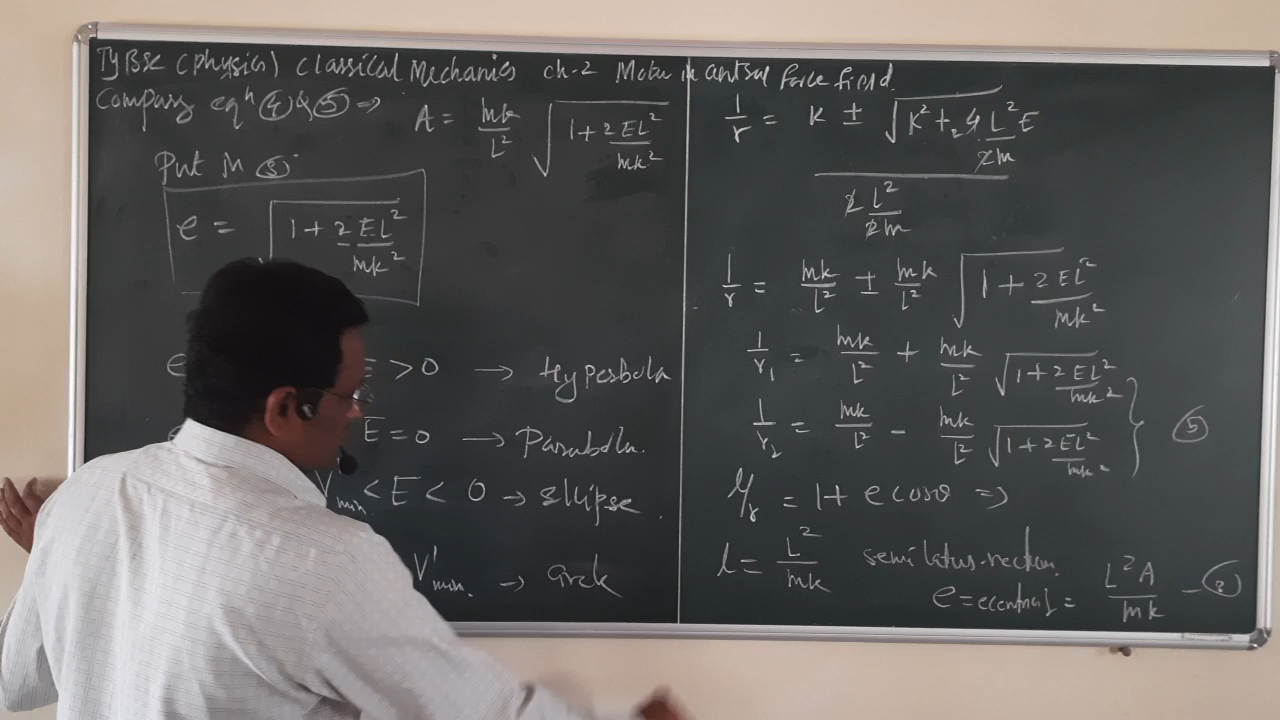 TyBsc (physics) Classical Mechanics ch-2 Motion in central force field.
Comparg eqⁿ ④ & ⑤ ⇒ A = mk/L² √(1 + 2EL²/mk²)
Put in ③
e = √(1 + 2EL²/mk²)
e > 0 → Hyperbola
E = 0 → Parabola.
V'min. < E < 0 → ellipse.
V'min. → circle
1/r = K ± √(K² + 2 4 L²/2m E) / 2 L²/2m
1/r = mk/L² ± mk/L² √(1 + 2EL²/mk²)
1/r₁ = mk/L² + mk/L² √(1 + 2EL²/mk²)
1/r₂ = mk/L² - mk/L² √(1 + 2EL²/mk²) } ⑤
l/r = 1 + e cosθ ⇒
l = L²/mk semi latus-rectum.
e = = L²A/mk